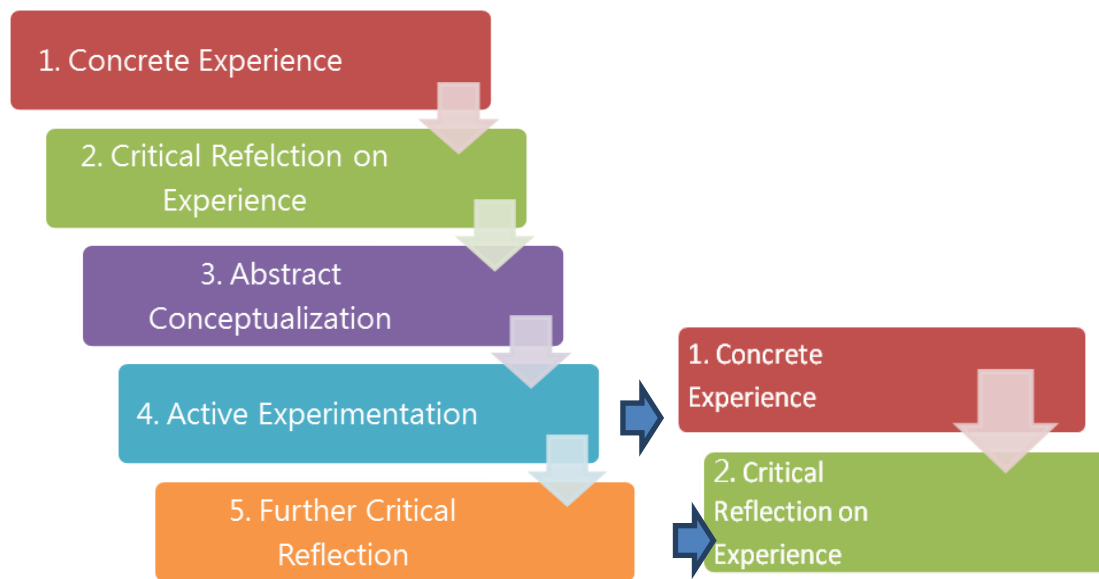 1. Concrete Experience
2. Critical Refelction on
Experience
3. Abstract
Conceptualization
4. Active Experimentation
5. Further Critical
Reflection
1. Concrete
Experience
2. Critical
Reflection on
Experience